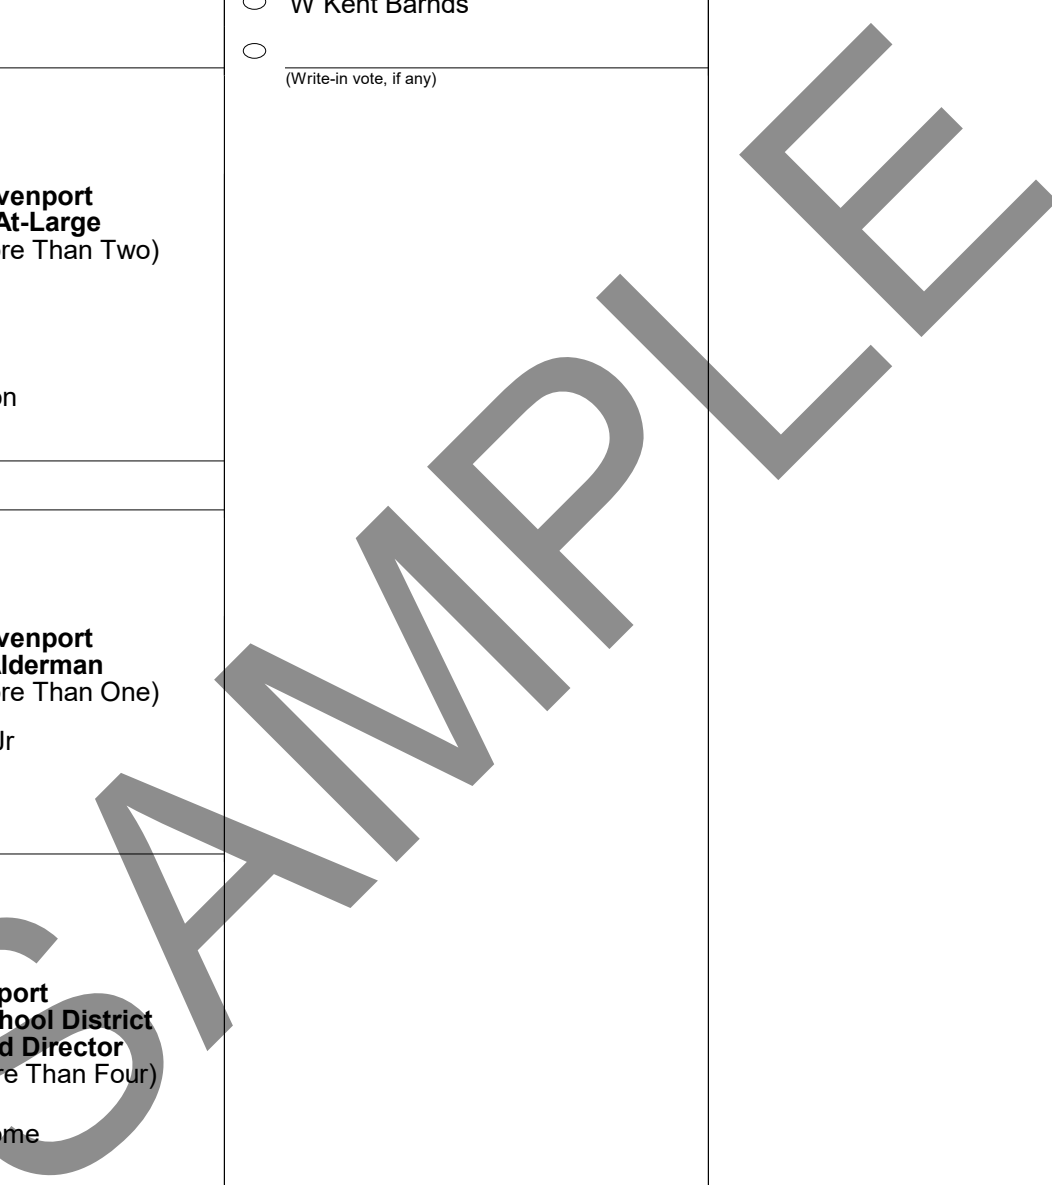 venport
At-Large
re Than Two)
on
venport
lderman
re Than One)
Jr
port
hool District
d Director
re Than Four)
ome
W Kent Barnds
(Write-in vote, if any)
SAMPLE